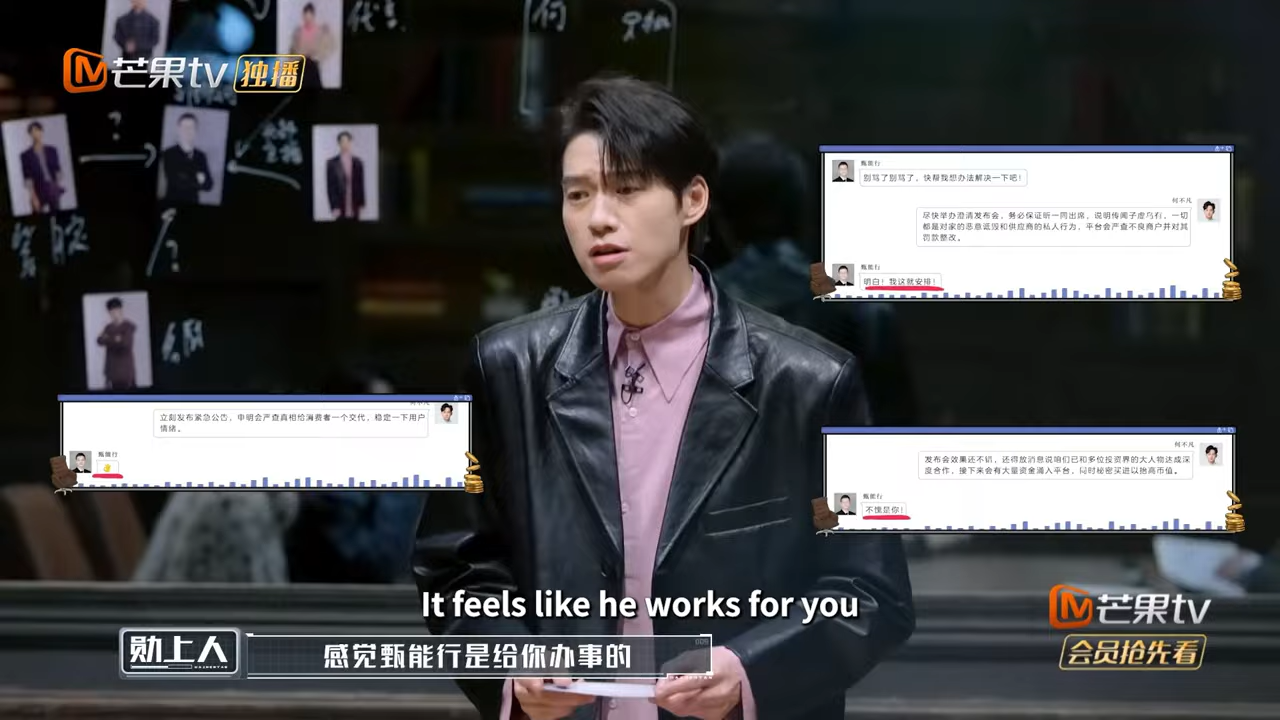 芒果tv 独播
何
?
甄能行
别骂了别骂了，快帮我想办法解决一下吧！
何不凡
尽快举办澄清发布会，务必保证昕一同出席，说明传闻子虚乌有，一切
都是对家的恶意诋毁和供应商的私人行为，平台会严查不良商户并对其
罚款整改。
甄能行
明白！我这就安排！
?
立刻发布紧急公告，申明会严查真相给消费者一个交代，稳定一下用户
情绪。
甄能行
何不凡
发布会效果还不错，还得放消息说咱们已和多位投资界的大人物达成深
度合作，接下来会有大量资金涌入平台，同时秘密买进以抬高币值。
甄能行
不愧是你！
It feels like he works for you
勋上人
感觉甄能行是给你办事的
芒果tv
会员抢先看